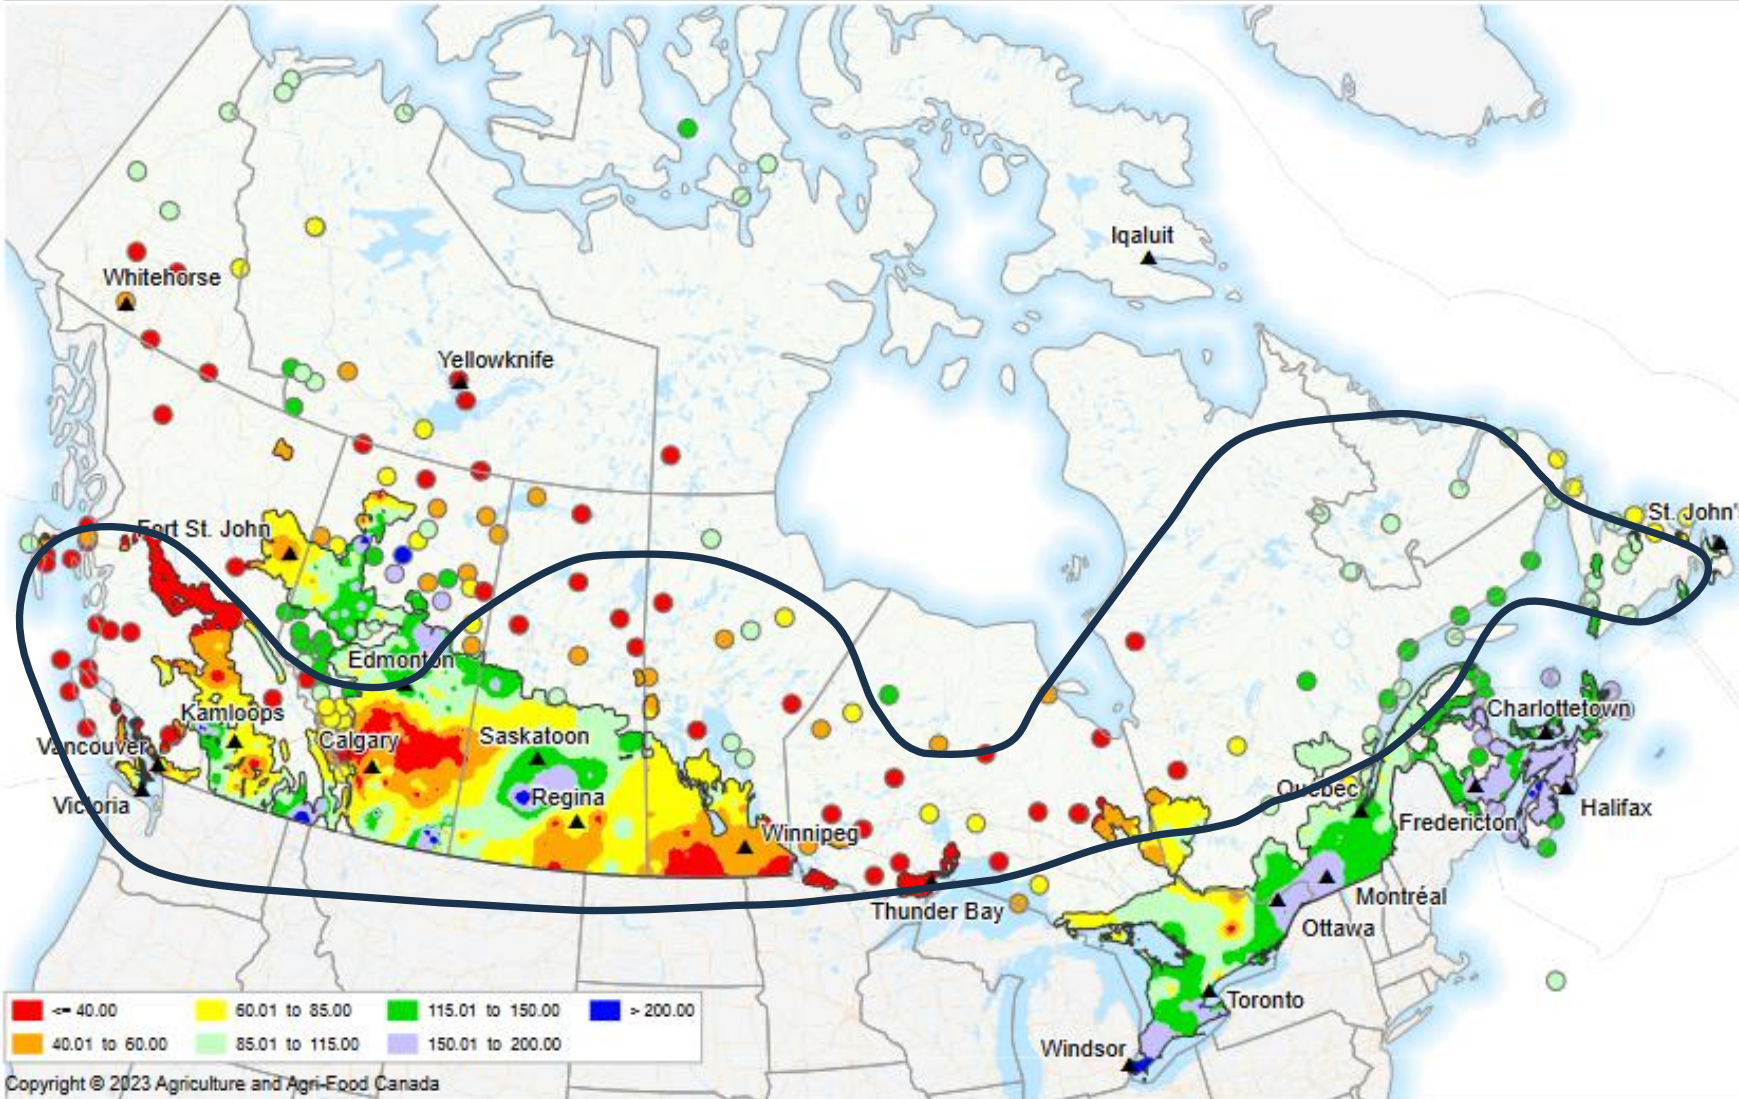 Iqaluit
Whitehorse
Yellowknife
Fort St. John
St. John's
Edmonton
Kamloops
Charlottetown
Vancouver
Calgary
Saskatoon
Victoria
Regina
Québec
Halifax
Winnipeg
Fredericton
Montréal
Thunder Bay
Ottawa
Toronto
Windsor
<= 40.00 60.01 to 85.00 115.01 to 150.00 > 200.00
40.01 to 60.00 85.01 to 115.00 150.01 to 200.00
Copyright © 2023 Agriculture and Agri-Food Canada